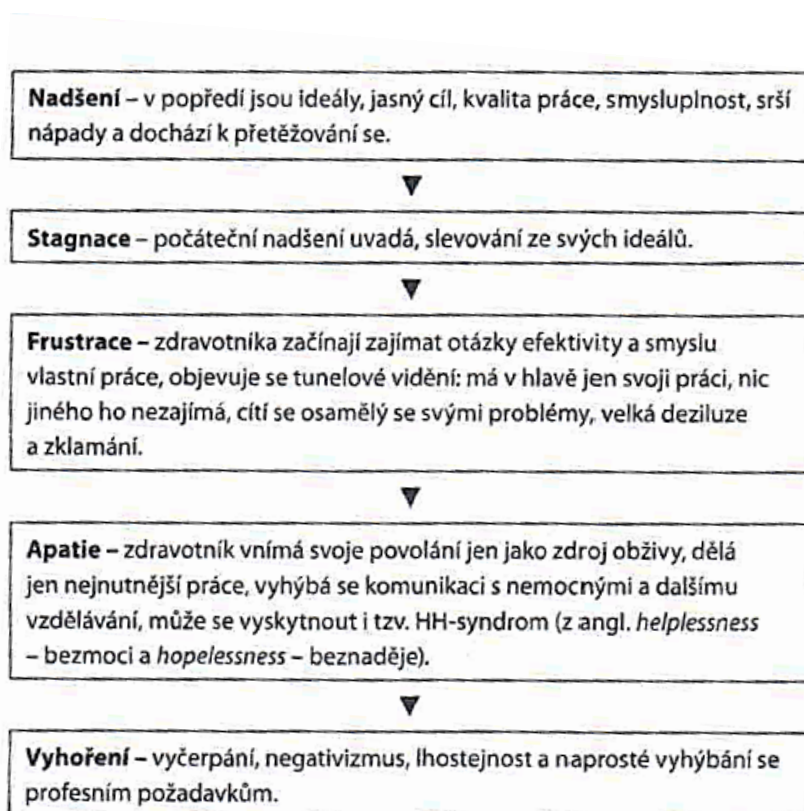 Nadšení – v popředí jsou ideály, jasný cíl, kvalita práce, smysluplnost, srší
nápady a dochází k přetěžování se.
Stagnace – počáteční nadšení uvadá, slevování ze svých ideálů.
Frustrace – zdravotníka začínají zajímat otázky efektivity a smyslu
vlastní práce, objevuje se tunelové vidění: má v hlavě jen svoji práci, nic
jiného ho nezajímá, cítí se osamělý se svými problémy, velká deziluze
a zklamání.
Apatie – zdravotník vnímá svoje povolání jen jako zdroj obživy, dělá
jen nejnutnější práce, vyhýbá se komunikaci s nemocnými a dalšímu
vzdělávání, může se vyskytnout i tzv. HH-syndrom (z angl. helplessness
– bezmoci a hopelessness – beznaděje).
Vyhoření – vyčerpání, negativizmus, lhostejnost a naprosté vyhýbání se
profesním požadavkům.